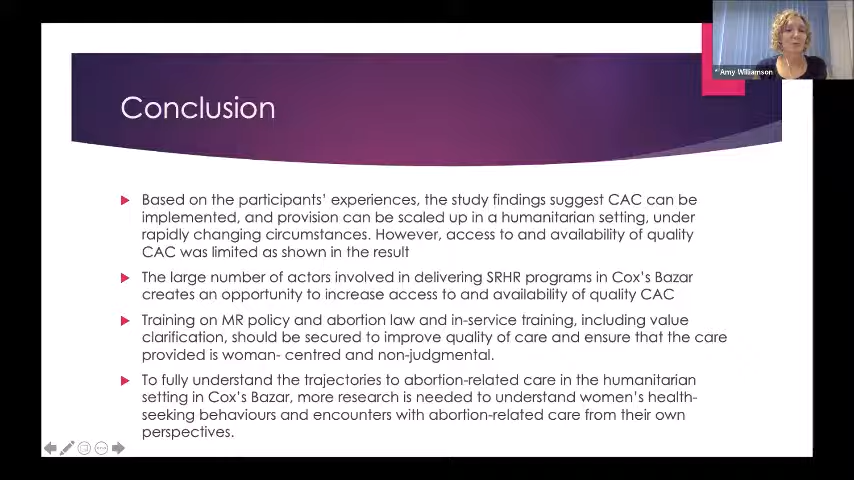 * Amy Williamson
Conclusion
Based on the participants' experiences, the study findings suggest CAC can be
implemented, and provision can be scaled up in a humanitarian setting, under
rapidly changing circumstances. However, access to and availability of quality
CAC was limited as shown in the result
The large number of actors involved in delivering SRHR programs in Cox's Bazar
creates an opportunity to increase access to and availability of quality CAC
Training on MR policy and abortion law and in-service training, including value
clarification, should be secured to improve quality of care and ensure that the care
provided is woman- centred and non-judgmental.
To fully understand the trajectories to abortion-related care in the humanitarian
setting in Cox's Bazar, more research is needed to understand women's health-
seeking behaviours and encounters with abortion-related care from their own
perspectives.